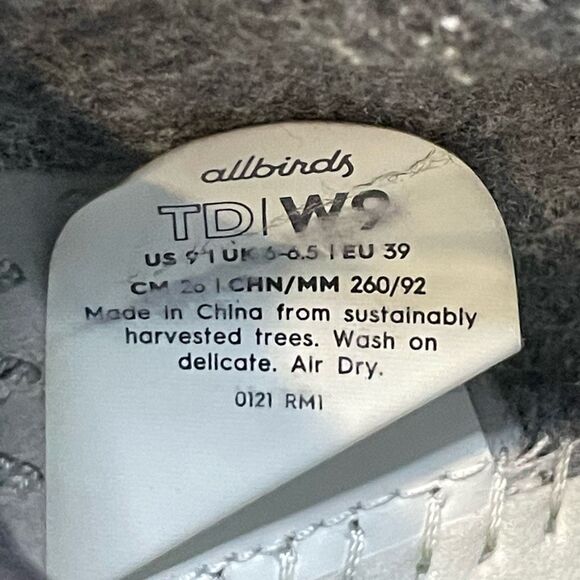 allbirds
TD|W9
US 9 | UK 6-6.5 | EU 39
CM 26 | CHN/MM 260/92
Made in China from sustainably
harvested trees. Wash on
delicate. Air Dry.
0121 RM1